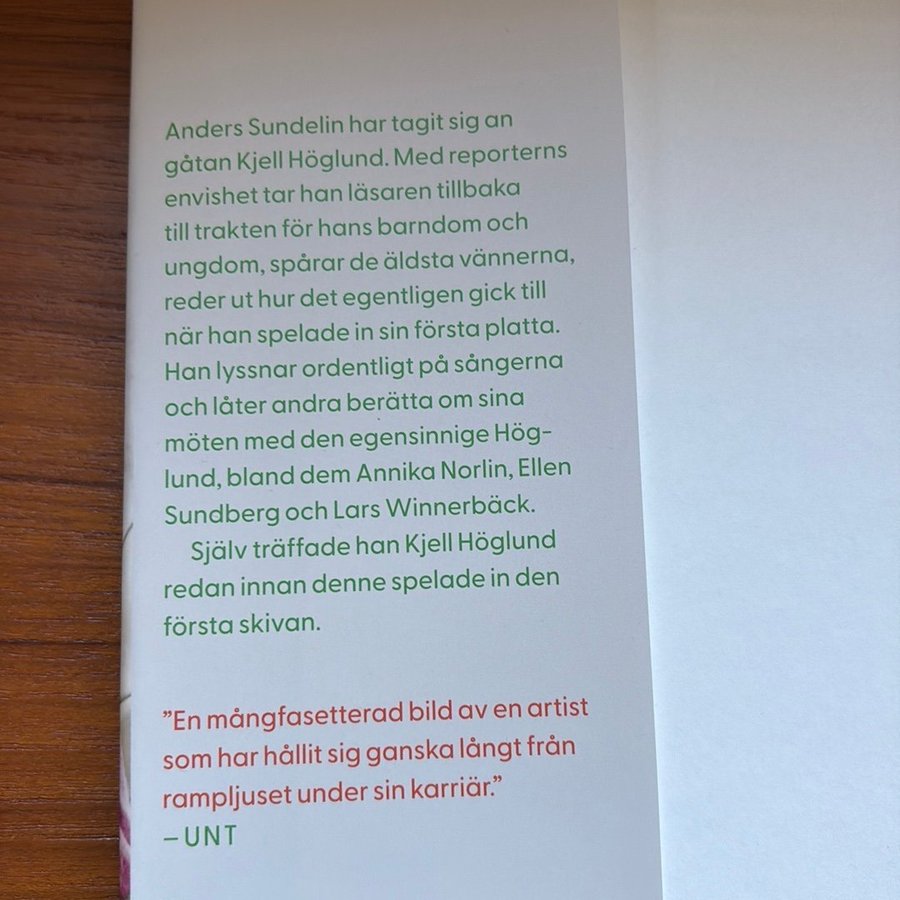 Anders Sundelin har tagit sig an
gåtan Kjell Höglund. Med reporterns
envishet tar han läsaren tillbaka
till trakten för hans barndom och
ungdom, spårar de äldsta vännerna,
reder ut hur det egentligen gick till
när han spelade in sin första platta.
Han lyssnar ordentligt på sångerna
och låter andra berätta om sina
möten med den egensinnige Hög-
lund, bland dem Annika Norlin, Ellen
Sundberg och Lars Winnerbäck.
Själv träffade han Kjell Höglund
redan innan denne spelade in den
första skivan.
”En mångfasetterad bild av en artist
som har hållit sig ganska långt från
rampljuset under sin karriär.”
– UNT